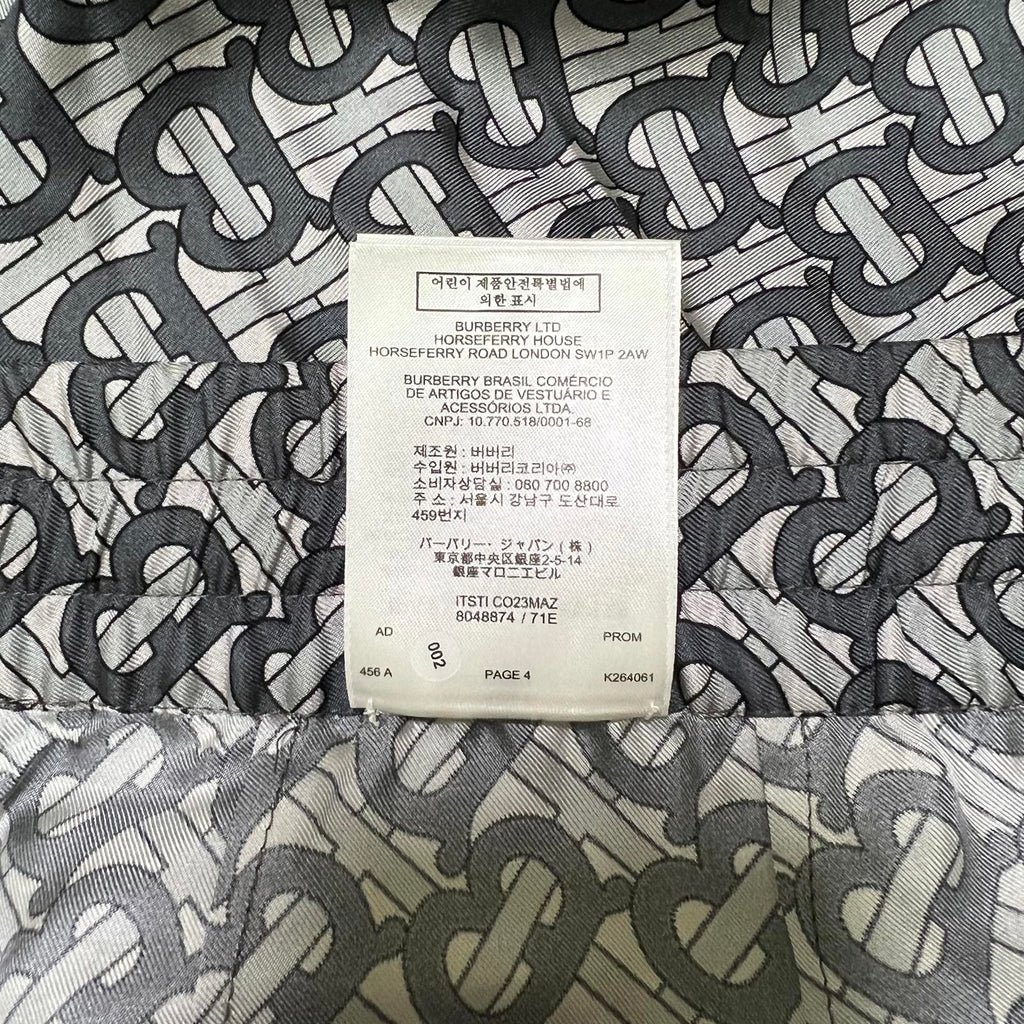 어린이 제품안전특별법에
의한 표시
BURBERRY LTD
HORSEFERRY HOUSE
HORSEFERRY ROAD LONDON SW1P 2AW
BURBERRY BRASIL COMÉRCIO
DE ARTIGOS DE VESTUÁRIO E
ACESSÓRIOS LTDA.
CNPJ: 10.770.518/0001-68
제조원 : 버버리
수입원 : 버버리코리아㈜
소비자상담실 : 080 700 8800
주 소 : 서울시 강남구 도산대로
459번지
バーバリー・ジャパン(株)
東京都中央区銀座2-5-14
銀座マロニエビル
ITSTI CO23MAZ
8048874 / 71E
AD
002
PROM
456 A
PAGE 4
K264061